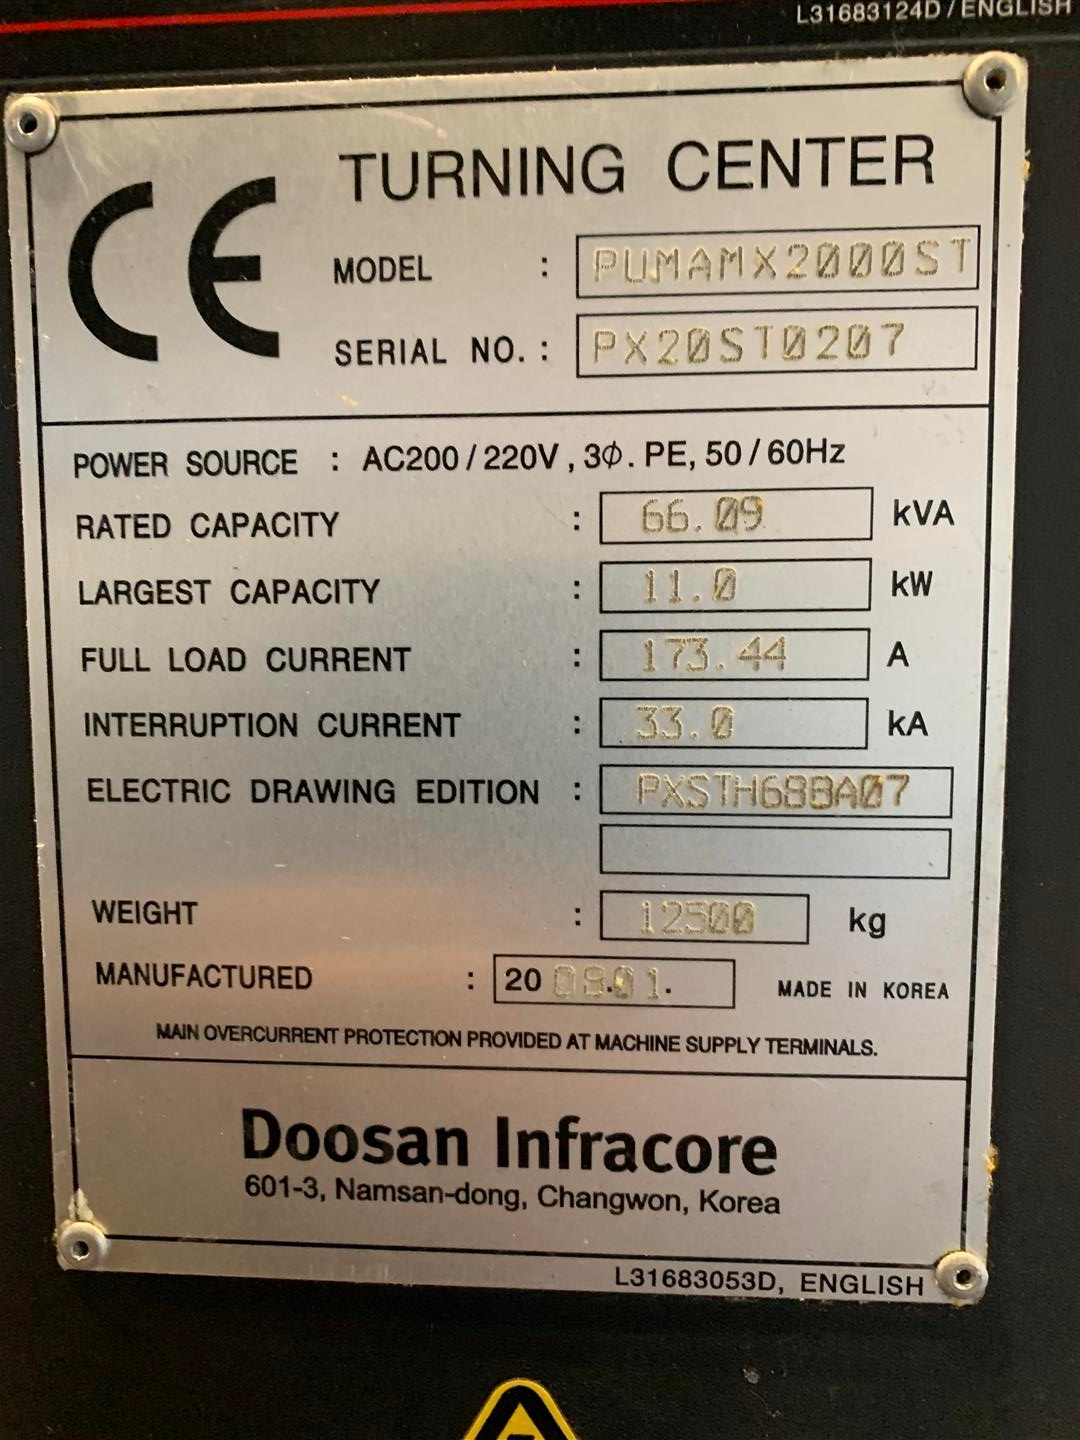 L31683124D / ENGLISH
CE TURNING CENTER
MODEL : PUMAMX2000ST
SERIAL NO. : PX20ST0207
POWER SOURCE : AC200 / 220V , 3Φ . PE, 50 / 60Hz
RATED CAPACITY : 66.09 kVA
LARGEST CAPACITY : 11.0 kW
FULL LOAD CURRENT : 173.44 A
INTERRUPTION CURRENT : 33.0 kA
ELECTRIC DRAWING EDITION : PXSTH68BA07
WEIGHT : 12500 kg
MANUFACTURED : 20 08.01. MADE IN KOREA
MAIN OVERCURRENT PROTECTION PROVIDED AT MACHINE SUPPLY TERMINALS.
Doosan Infracore
601-3, Namsan-dong, Changwon, Korea
L31683053D, ENGLISH